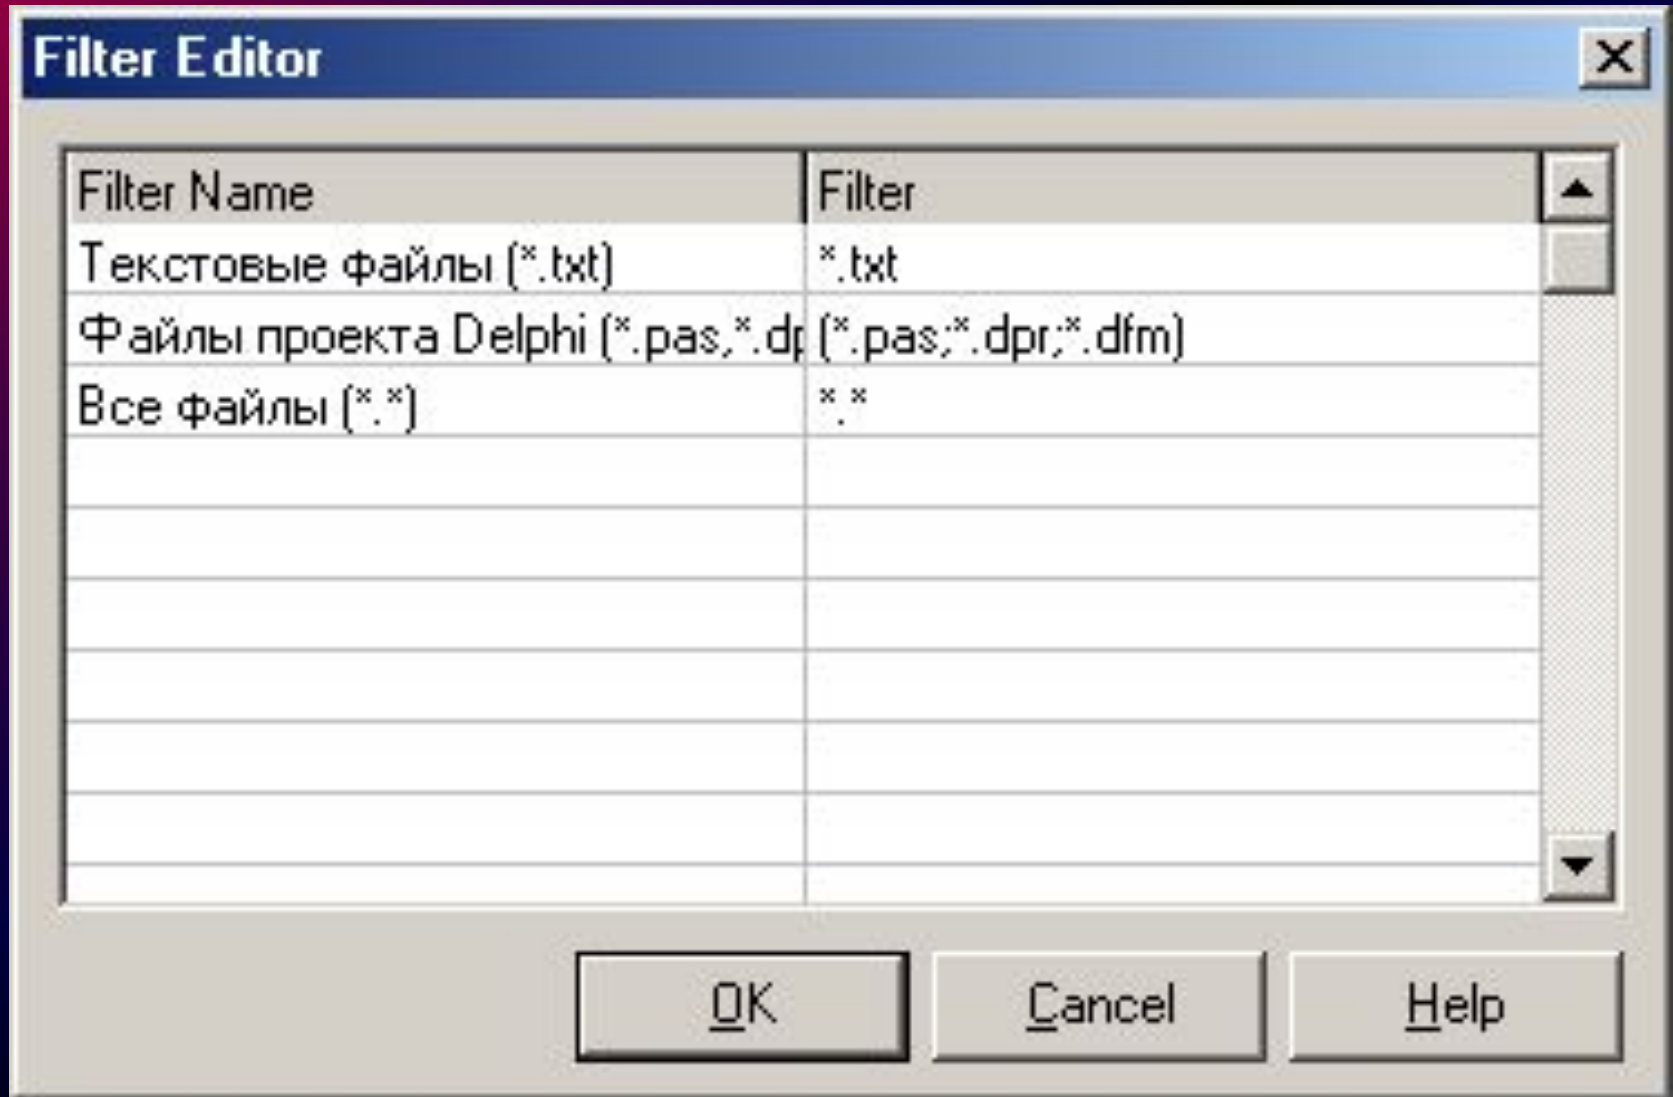 Filter Editor
Filter Name Filter
Текстовые файлы (*.txt) *.txt
Файлы проекта Delphi (*.pas,*.dp (*.pas;*.dpr;*.dfm)
Все файлы (*.*) *.*
OK Cancel Help